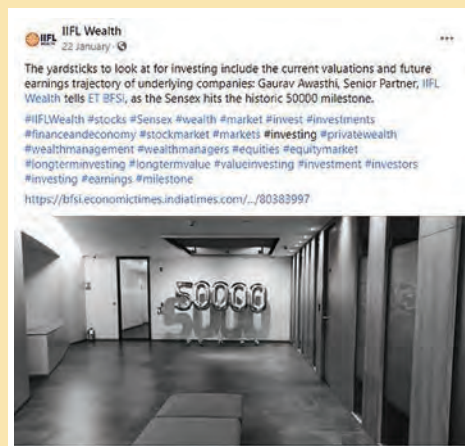 IIFL Wealth
22 January
The yardsticks to look at for investing include the current valuations and future
earnings trajectory of underlying companies: Gaurav Awasthi, Senior Partner, IIFL
Wealth tells ET BFSI, as the Sensex hits the historic 50000 milestone.
#IIFLWealth #stocks #Sensex #wealth #market #invest #investments
#financeandeconomy #stockmarket #markets #investing #privatewealth
#wealthmanagement #wealthmanagers #equities #equitymarket
#longterminvesting #longtermvalue #valueinvesting #investment #investors
#investing #earnings #milestone
https://bfsi.economictimes.indiatimes.com/.../80383997
50000